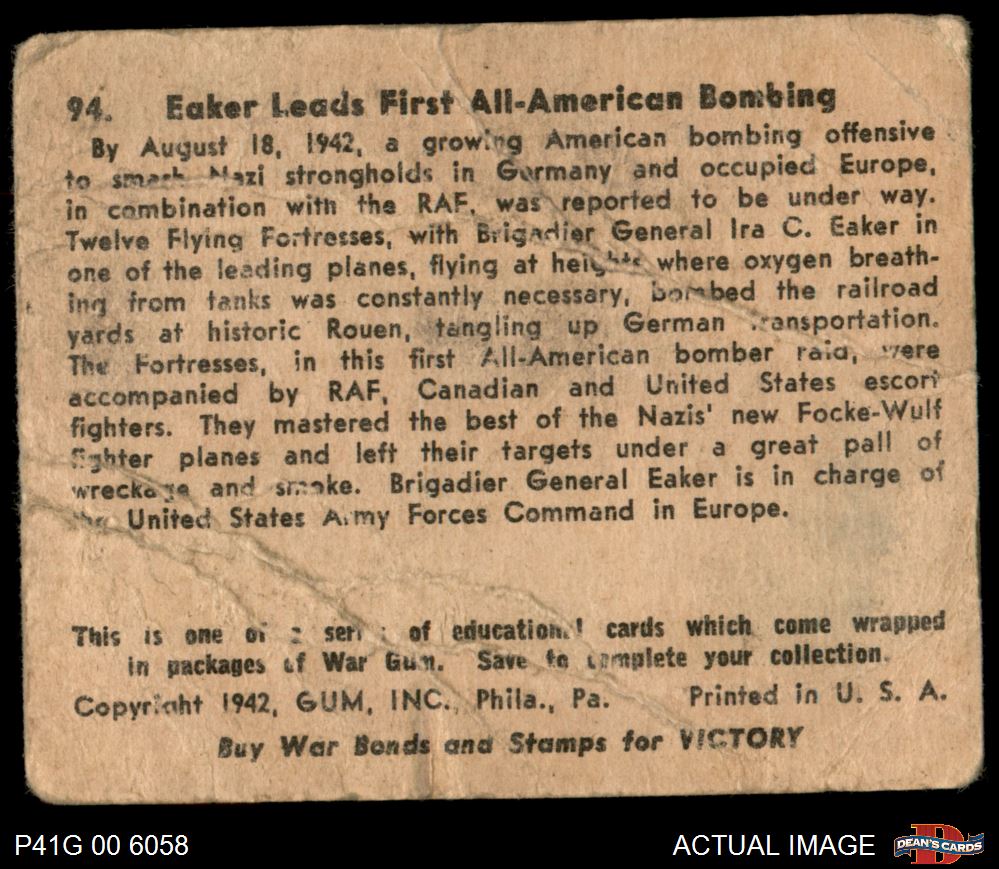 94. Eaker Leads First All-American Bombing
By August 18, 1942, a growing American bombing offensive
to smash Nazi strongholds in Germany and occupied Europe,
in combination with the RAF, was reported to be under way.
Twelve Flying Fortresses, with Brigadier General Ira C. Eaker in
one of the leading planes, flying at heights where oxygen breath-
ing from tanks was constantly necessary, bombed the railroad
yards at historic Rouen, tangling up German transportation.
The Fortresses, in this first All-American bomber raid, were
accompanied by RAF, Canadian and United States escort
fighters. They mastered the best of the Nazis' new Focke-Wulf
fighter planes and left their targets under a great pall of
wreckage and smoke. Brigadier General Eaker is in charge of
the United States Army Forces Command in Europe.
This is one of a series of educational cards which come wrapped
in packages of War Gum. Save to complete your collection.
Copyright 1942, GUM, INC., Phila., Pa. Printed in U. S. A.
Buy War Bonds and Stamps for VICTORY
P41G 00 6058 ACTUAL IMAGE DEAN'S CARDS